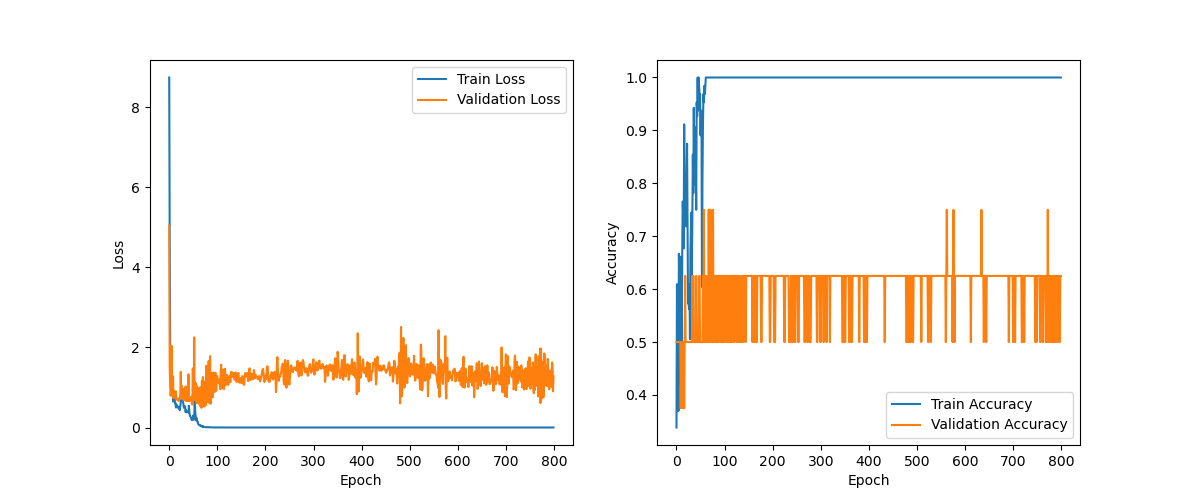 Train Loss
Validation Loss
8
6
4
2
0
Loss
0 100 200 300 400 500 600 700 800
Epoch
1.0
0.9
0.8
0.7
0.6
0.5
0.4
Accuracy
Train Accuracy
Validation Accuracy
0 100 200 300 400 500 600 700 800
Epoch